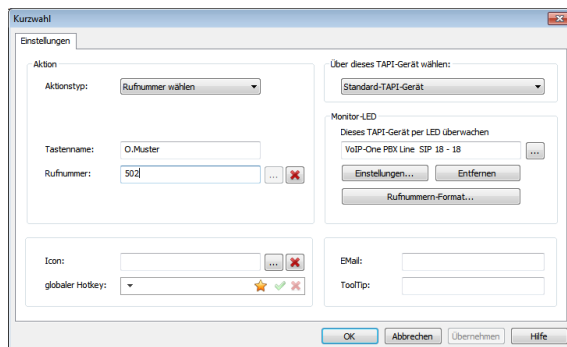 Kurzwahl
Einstellungen
Aktion
Aktionstyp: Rufnummer wählen
Tastenname: O.Muster
Rufnummer: 502 ...
Über dieses TAPI-Gerät wählen:
Standard-TAPI-Gerät
Monitor-LED
Dieses TAPI-Gerät per LED überwachen
VoIP-One PBX Line SIP 18 - 18 ...
Einstellungen... Entfernen
Rufnummern-Format...
Icon: ...
globaler Hotkey:
EMail:
ToolTip:
OK Abbrechen Übernehmen Hilfe